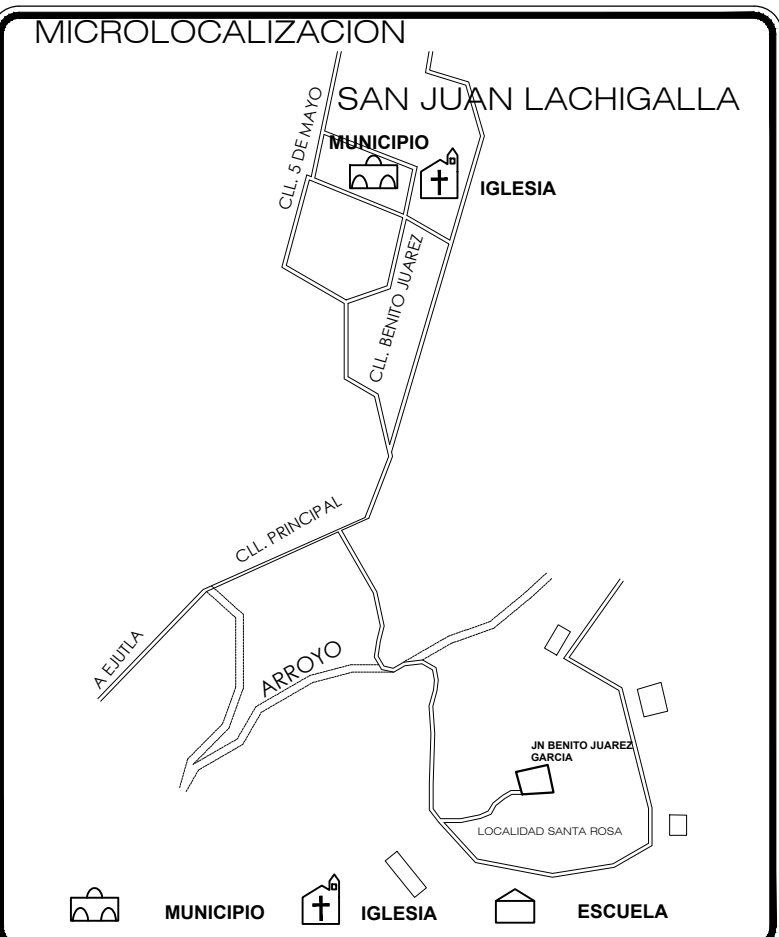 MICROLOCALIZACION
SAN JUAN LACHIGALLA
CLL. 5 DE MAYO
MUNICIPIO
IGLESIA
CLL. BENITO JUAREZ
CLL. PRINCIPAL
A EJUTLA
ARROYO
JN BENITO JUAREZ
GARCIA
LOCALIDAD SANTA ROSA
MUNICIPIO
IGLESIA
ESCUELA